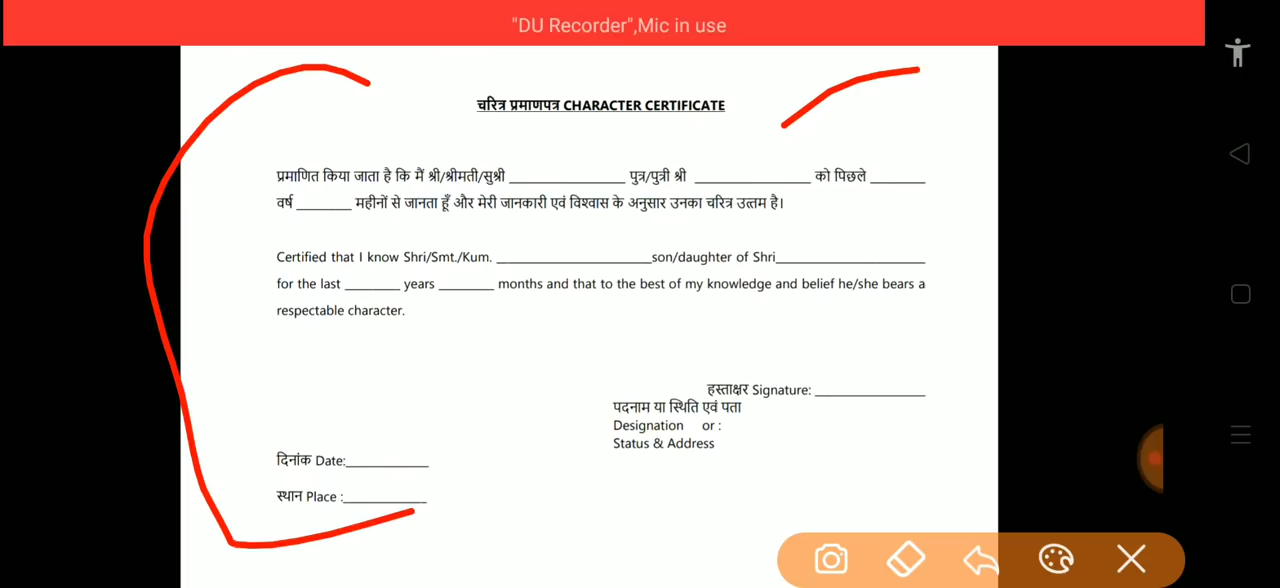 "DU Recorder",Mic in use
चरित्र प्रमाणपत्र CHARACTER CERTIFICATE
प्रमाणित किया जाता है कि मैं श्री/श्रीमती/सुश्री ________________ पुत्र/पुत्री श्री ________________ को पिछले ________
वर्ष ________ महीनों से जानता हूँ और मेरी जानकारी एवं विश्वास के अनुसार उनका चरित्र उत्तम है।
Certified that I know Shri/Smt./Kum. ______________________son/daughter of Shri_____________________
for the last ________ years ________ months and that to the best of my knowledge and belief he/she bears a
respectable character.
हस्ताक्षर Signature: ________________
पदनाम या स्थिति एवं पता
Designation or :
Status & Address
दिनांक Date:____________
स्थान Place :____________